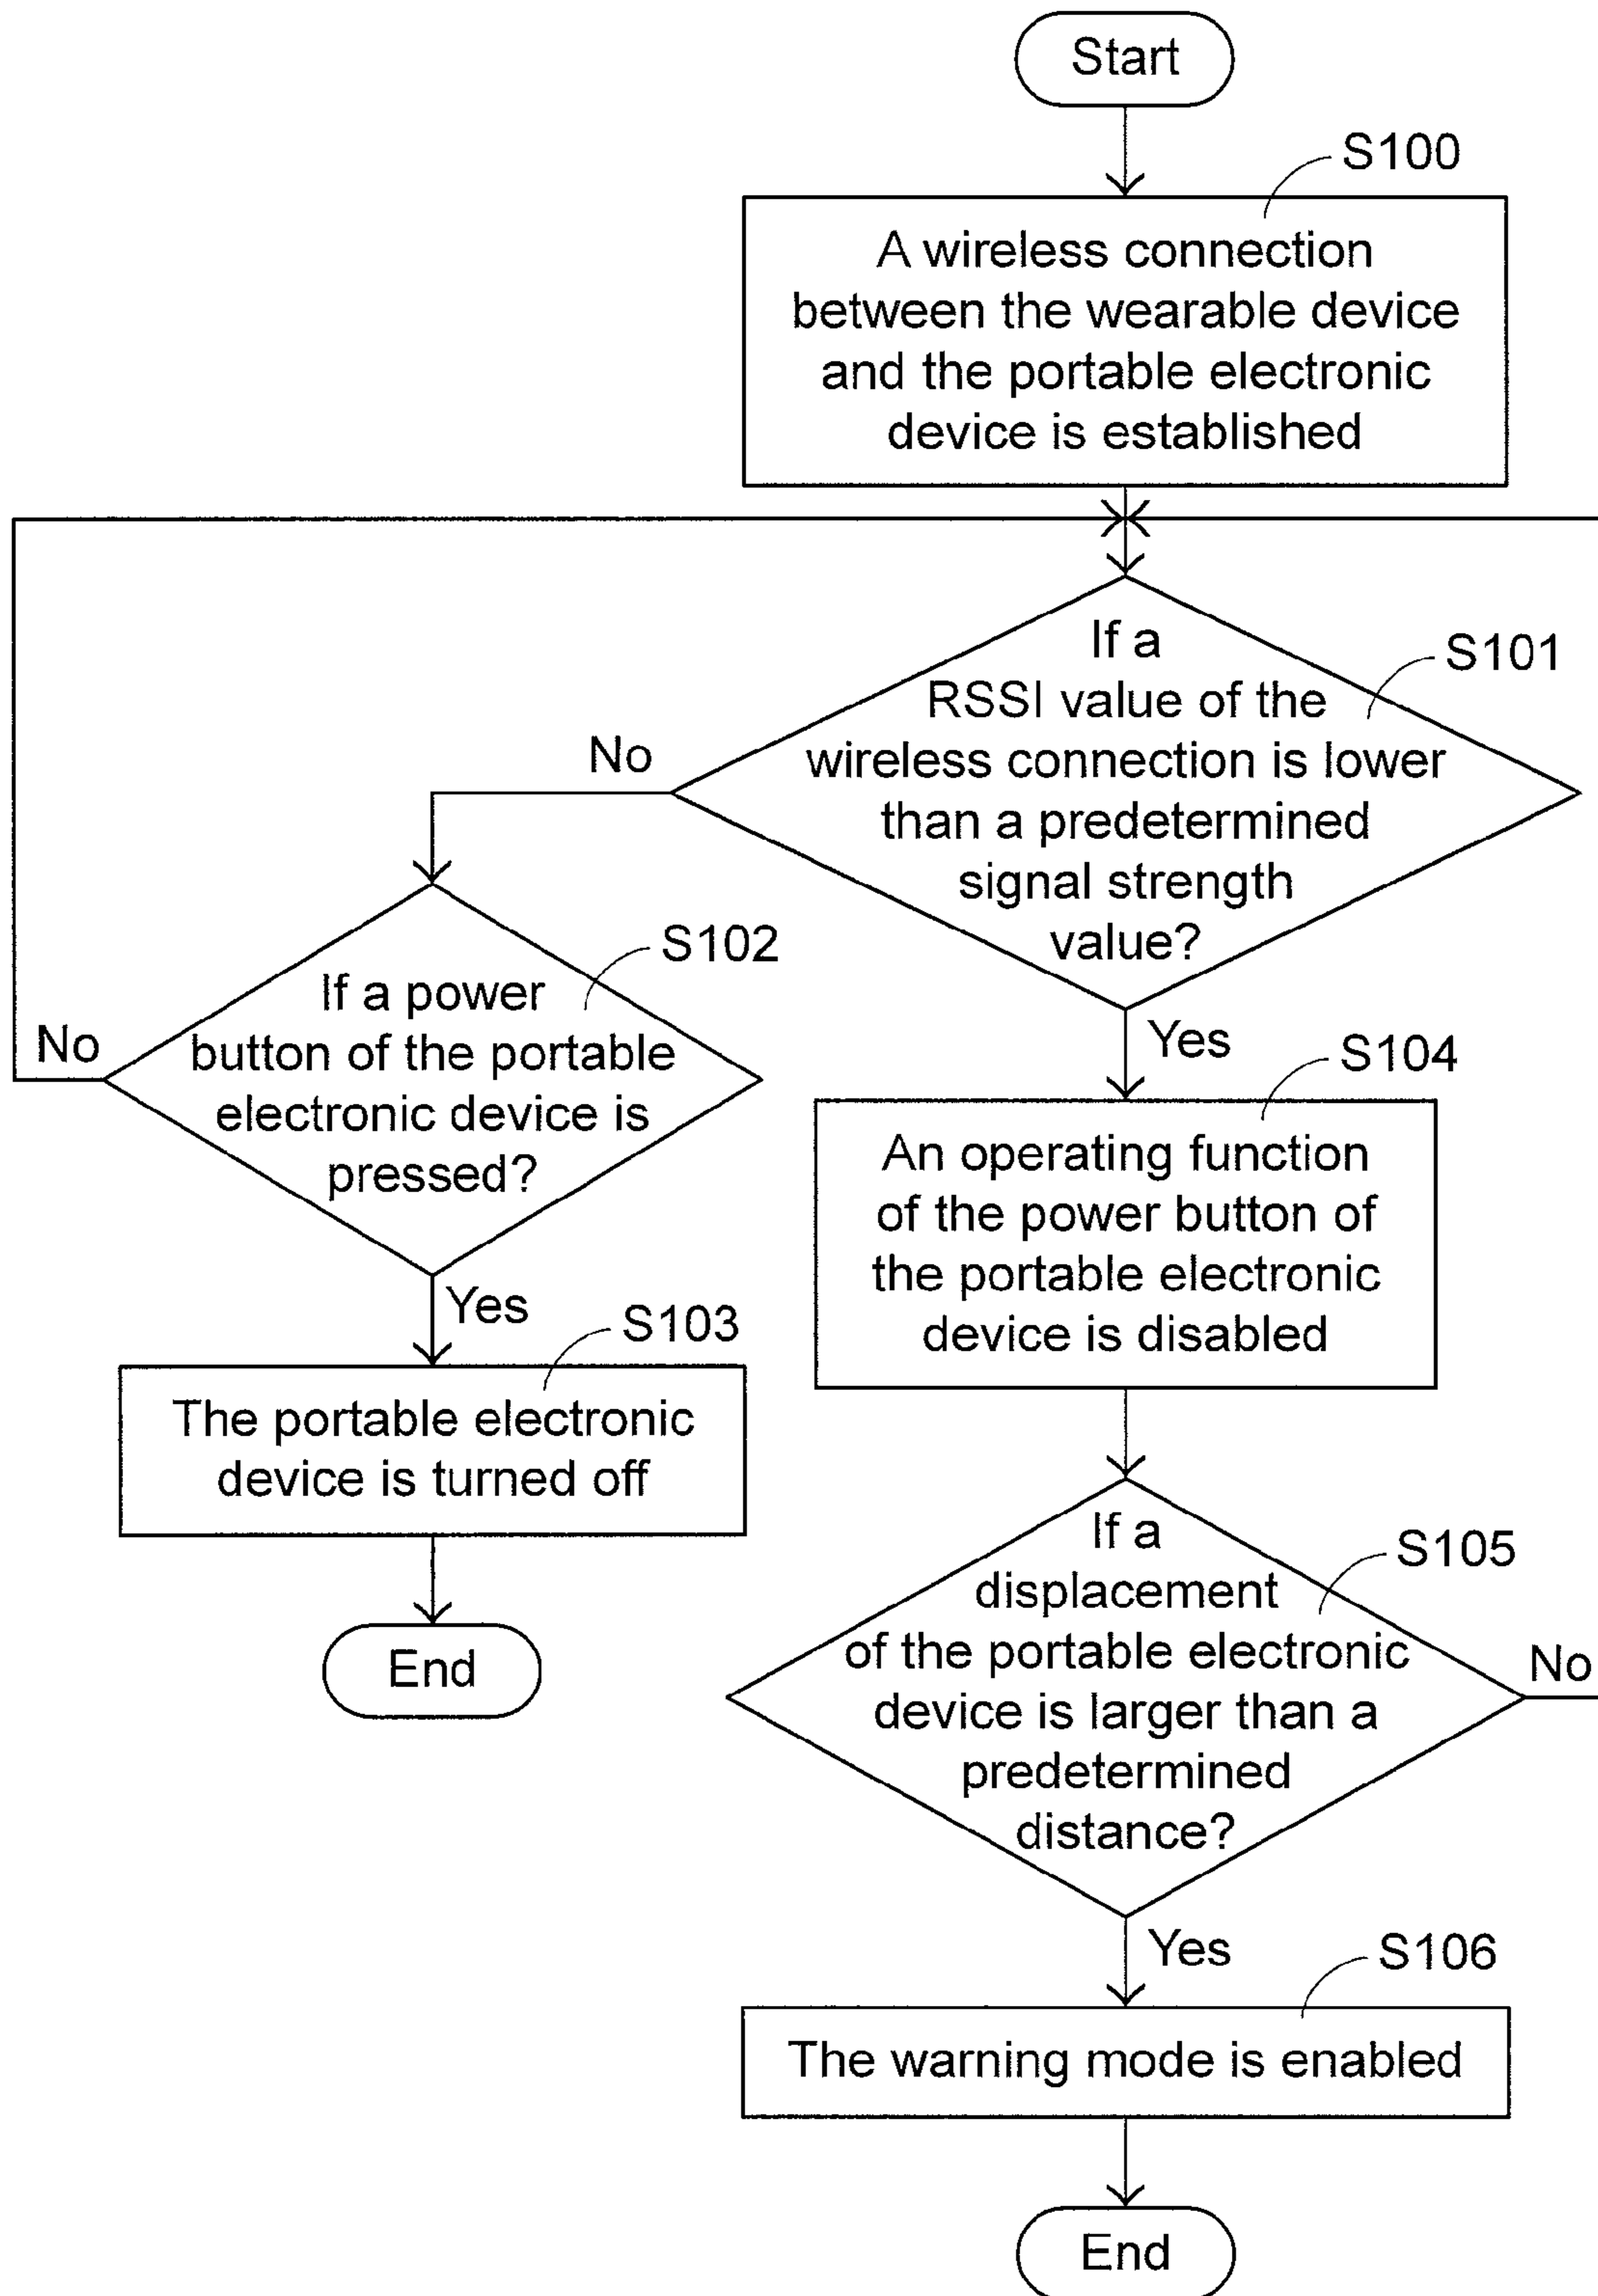 Start
S100
A wireless connection
between the wearable device
and the portable electronic
device is established
If a
RSSI value of the
wireless connection is lower
than a predetermined
signal strength
value?
S101
No
Yes
S102
If a power
button of the portable
electronic device is
pressed?
No
Yes
S103
The portable electronic
device is turned off
End
S104
An operating function
of the power button of
the portable electronic
device is disabled
If a
displacement
of the portable electronic
device is larger than a
predetermined
distance?
S105
No
Yes
S106
The warning mode is enabled
End